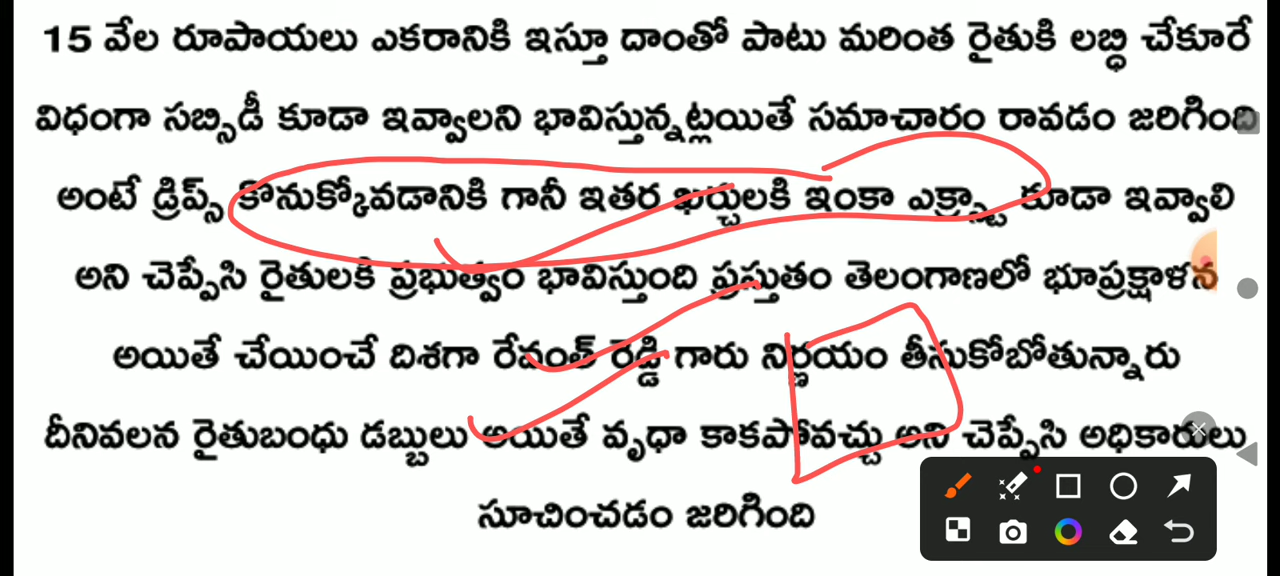 15 వేల రూపాయలు ఎకరానికి ఇస్తూ దాంతో పాటు మరింత రైతుకి లబ్ధి చేకూరే
విధంగా సబ్సిడీ కూడా ఇవ్వాలని భావిస్తున్నట్లయితే సమాచారం రావడం జరిగింది
అంటే డ్రిప్స్ కొనుక్కోవడానికి గానీ ఇతర ఖర్చులకి ఇంకా ఎక్స్ట్రా కూడా ఇవ్వాలి
అని చెప్పేసి రైతులకి ప్రభుత్వం భావిస్తుంది ప్రస్తుతం తెలంగాణలో భూప్రక్షాళన
అయితే చేయించే దిశగా రేవంత్ రెడ్డి గారు నిర్ణయం తీసుకోబోతున్నారు
దీనివలన రైతుబంధు డబ్బులు అయితే వృధా కాకపోవచ్చు అని చెప్పేసి అధికారులు
సూచించడం జరిగింది